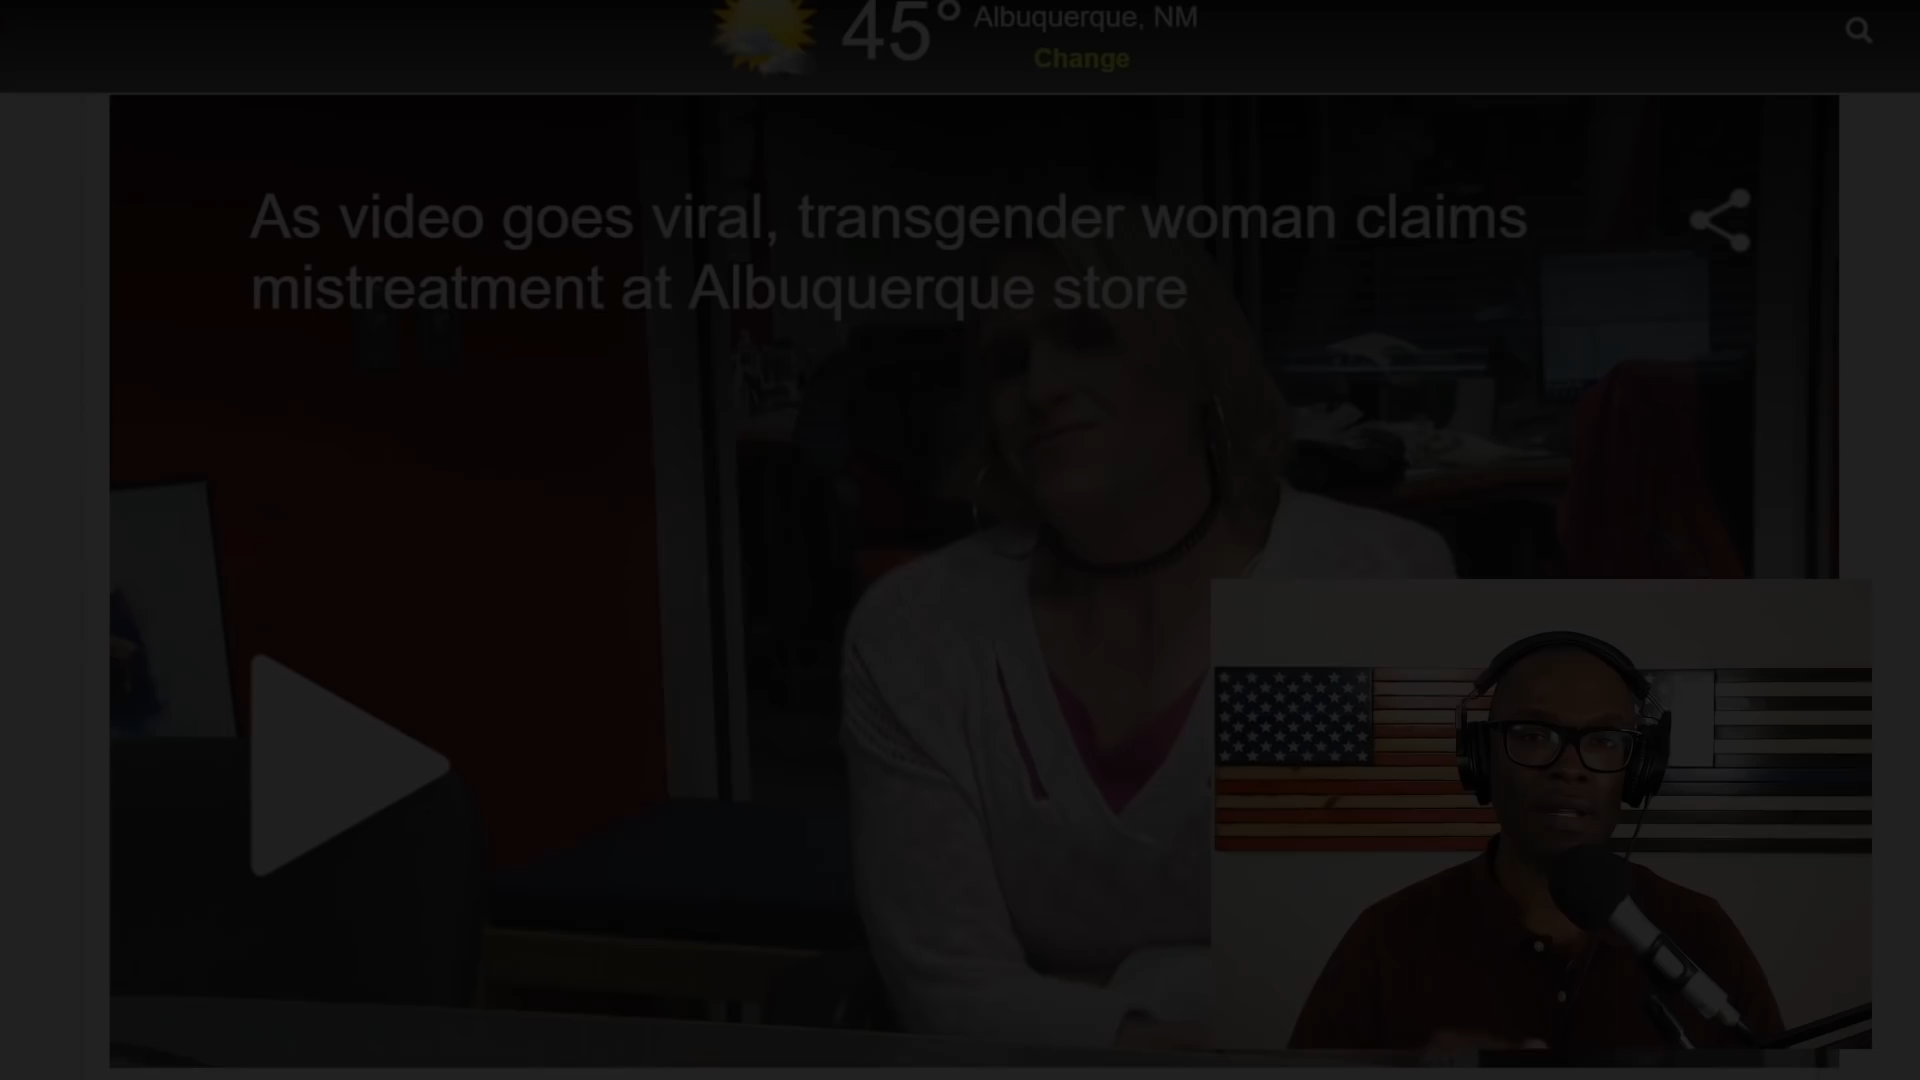 45° Albuquerque, NM
Change
As video goes viral, transgender woman claims
mistreatment at Albuquerque store